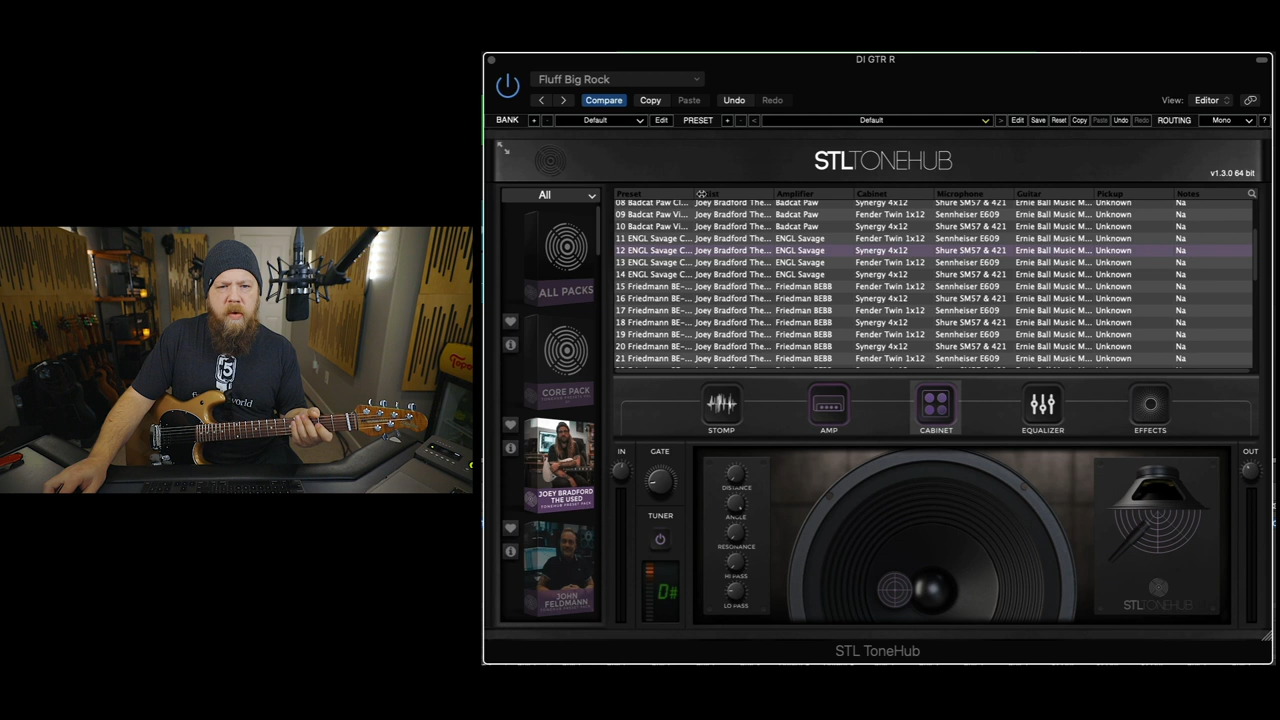 DI GTR R
Fluff Big Rock
Compare Copy Paste Undo Redo View: Editor
BANK + - Default Edit PRESET + - < Default > Edit Save Reset Copy Paste Undo Redo ROUTING Mono ?
STL TONEHUB
v1.3.0 64 bit
All
Preset Amplifier Cabinet Microphone Guitar Pickup Notes
08 Badcat Paw Cl... Joey Bradford The... Badcat Paw Synergy 4x12 Shure SM57 & 421 Ernie Ball Music M... Unknown Na
09 Badcat Paw Vi... Joey Bradford The... Badcat Paw Fender Twin 1x12 Sennheiser E609 Ernie Ball Music M... Unknown Na
10 Badcat Paw Vi... Joey Bradford The... Badcat Paw Synergy 4x12 Shure SM57 & 421 Ernie Ball Music M... Unknown Na
11 ENGL Savage C... Joey Bradford The... ENGL Savage Fender Twin 1x12 Sennheiser E609 Ernie Ball Music M... Unknown Na
12 ENGL Savage C... Joey Bradford The... ENGL Savage Synergy 4x12 Shure SM57 & 421 Ernie Ball Music M... Unknown Na
13 ENGL Savage C... Joey Bradford The... ENGL Savage Fender Twin 1x12 Sennheiser E609 Ernie Ball Music M... Unknown Na
14 ENGL Savage C... Joey Bradford The... ENGL Savage Synergy 4x12 Shure SM57 & 421 Ernie Ball Music M... Unknown Na
15 Friedmann BE-... Joey Bradford The... Friedman BEBB Fender Twin 1x12 Sennheiser E609 Ernie Ball Music M... Unknown Na
16 Friedmann BE-... Joey Bradford The... Friedman BEBB Synergy 4x12 Shure SM57 & 421 Ernie Ball Music M... Unknown Na
17 Friedmann BE-... Joey Bradford The... Friedman BEBB Fender Twin 1x12 Sennheiser E609 Ernie Ball Music M... Unknown Na
18 Friedmann BE-... Joey Bradford The... Friedman BEBB Synergy 4x12 Shure SM57 & 421 Ernie Ball Music M... Unknown Na
19 Friedmann BE-... Joey Bradford The... Friedman BEBB Fender Twin 1x12 Sennheiser E609 Ernie Ball Music M... Unknown Na
20 Friedmann BE-... Joey Bradford The... Friedman BEBB Synergy 4x12 Shure SM57 & 421 Ernie Ball Music M... Unknown Na
21 Friedmann BE-... Joey Bradford The... Friedman BEBB Fender Twin 1x12 Sennheiser E609 Ernie Ball Music M... Unknown Na
ALL PACKS
CORE PACK
JOEY BRADFORD
THE USED
TONEHUB PRESET PACK
JOHN
FELDMANN
STOMP AMP CABINET EQUALIZER EFFECTS
IN GATE OUT
TUNER
D#
DISTANCE
ANGLE
RESONANCE
HI PASS
LO PASS
STL TONEHUB
STL ToneHub
world